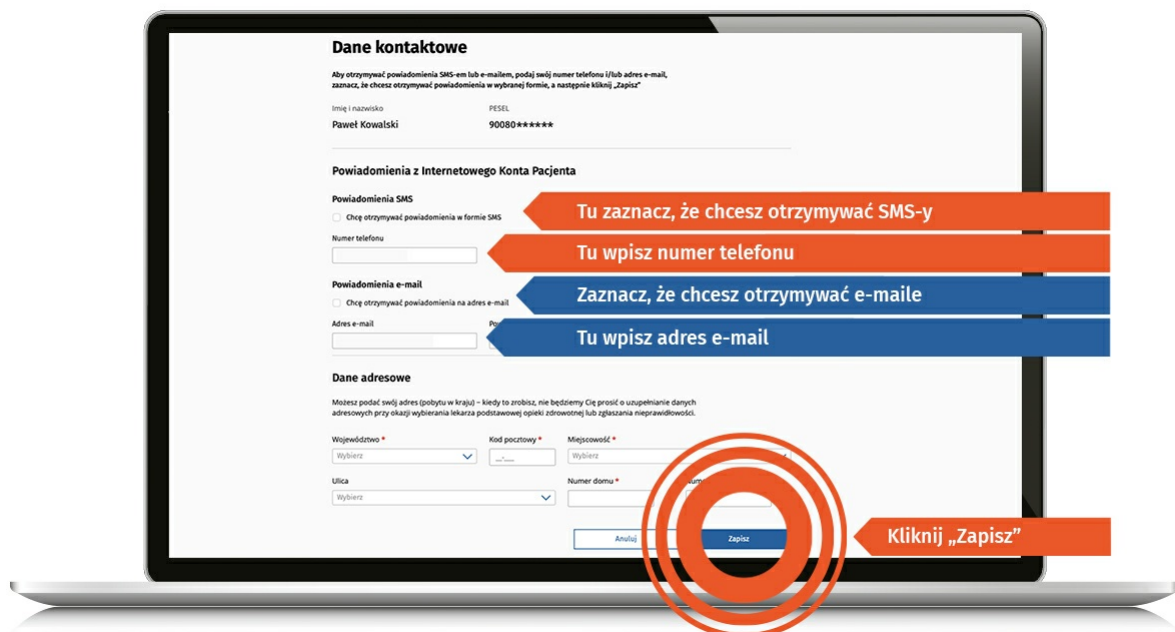 Dane kontaktowe
Aby otrzymywać powiadomienia SMS-em lub e-mailem, podaj swój numer telefonu i/lub adres e-mail,
zaznacz, że chcesz otrzymywać powiadomienia w wybranej formie, a następnie kliknij „Zapisz”
Imię i nazwisko PESEL
Paweł Kowalski 90080******
Powiadomienia z Internetowego Konta Pacjenta
Powiadomienia SMS
Chcę otrzymywać powiadomienia w formie SMS
Tu zaznacz, że chcesz otrzymywać SMS-y
Numer telefonu
Tu wpisz numer telefonu
Powiadomienia e-mail
Chcę otrzymywać powiadomienia na adres e-mail
Zaznacz, że chcesz otrzymywać e-maile
Adres e-mail
Tu wpisz adres e-mail
Dane adresowe
Możesz podać swój adres (pobytu w kraju) – kiedy to zrobisz, nie będziemy Cię prosić o uzupełnianie danych
adresowych przy okazji wybierania lekarza podstawowej opieki zdrowotnej lub zgłaszania nieprawidłowości.
Województwo * Kod pocztowy * Miejscowość *
Wybierz __-___ Wybierz
Ulica Numer domu *
Wybierz
Anuluj Zapisz
Kliknij „Zapisz”